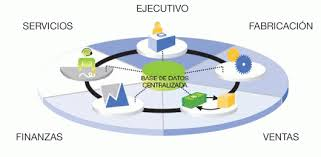 EJECUTIVO
SERVICIOS
FABRICACIÓN
BASE DE DATOS
CENTRALIZADA
FINANZAS
VENTAS